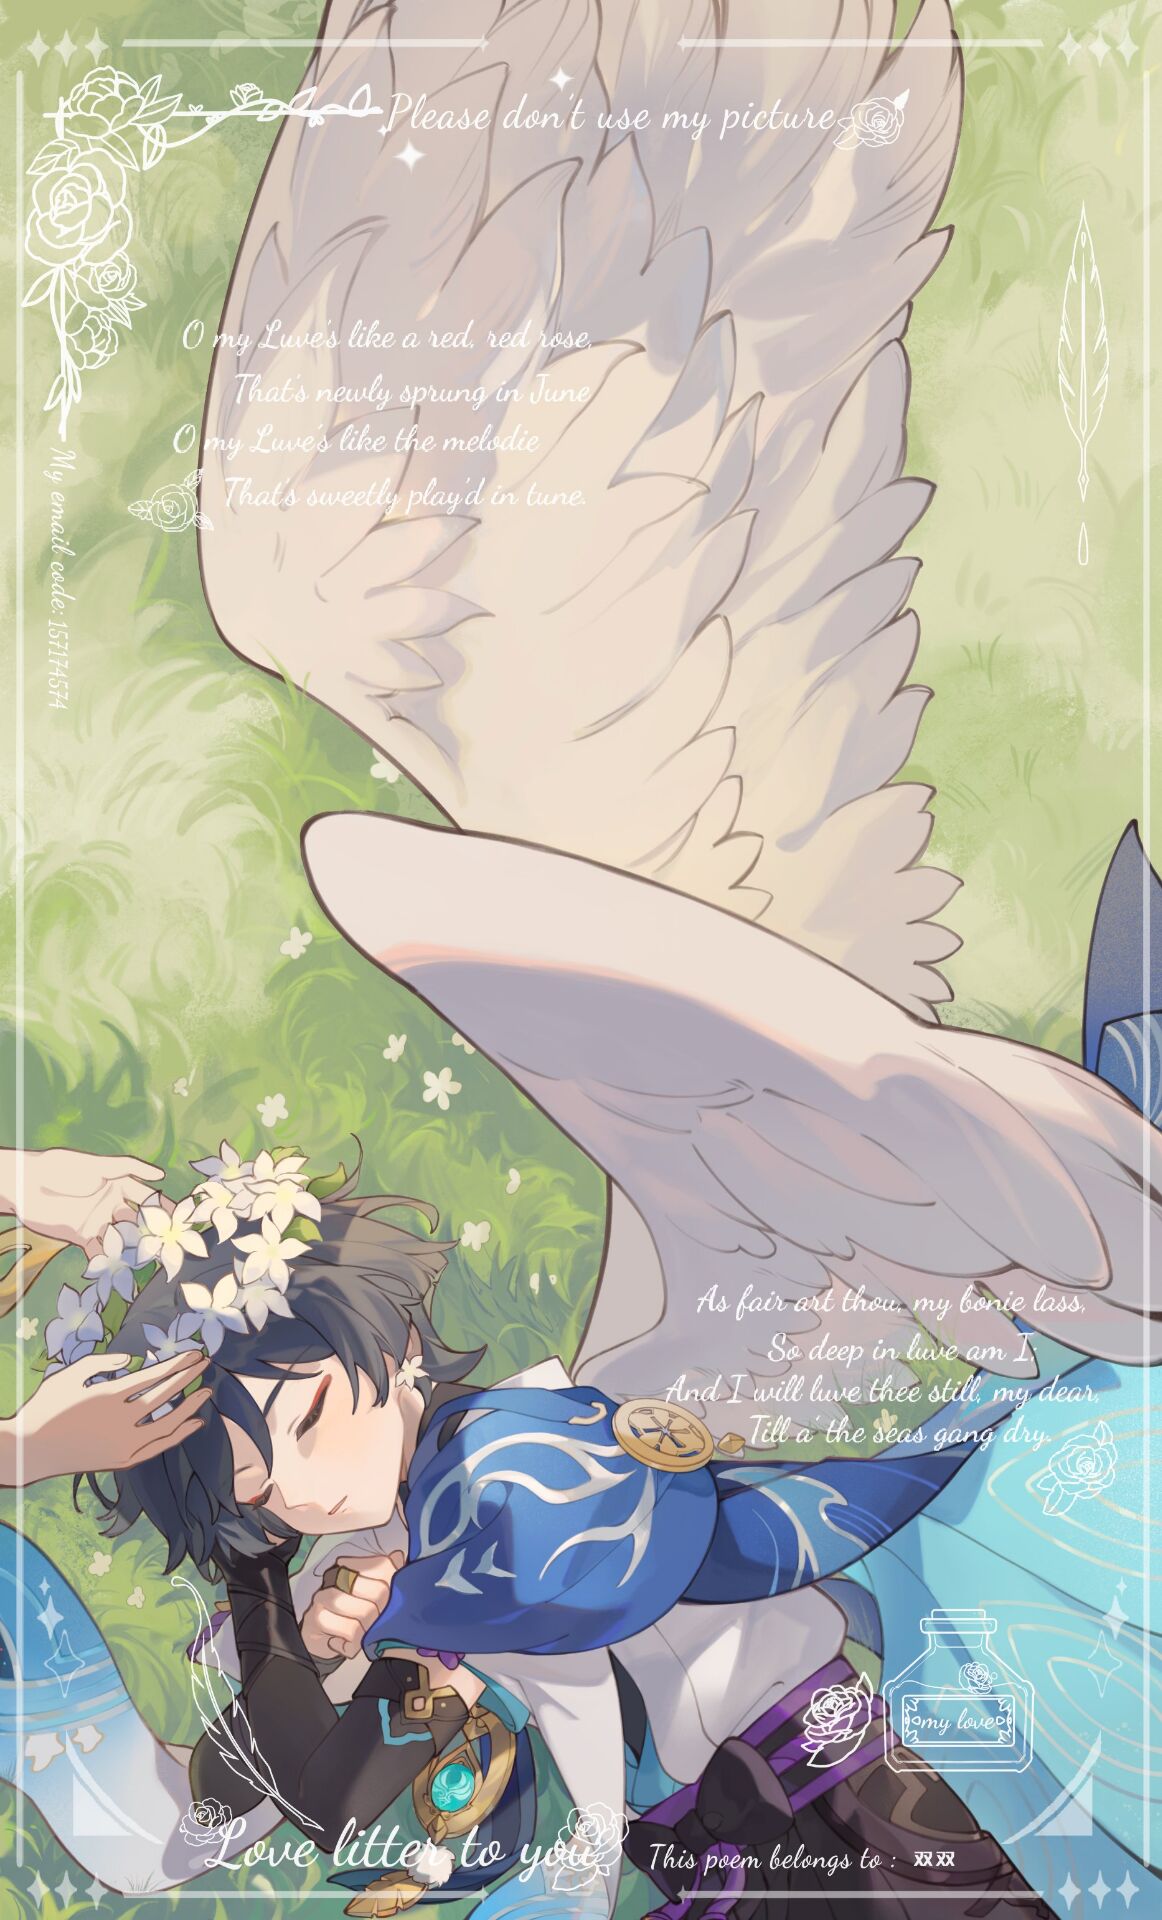 Please don't use my picture
O my Luve's like a red, red rose,
That's newly sprung in June
O my Luve's like the melodie
That's sweetly play'd in tune.
My email code: 157174574
As fair art thou, my bonie lass,
So deep in luve am I;
And I will luve thee still, my dear,
Till a' the seas gang dry.
my love
Love litter to you
This poem belongs to : xx xx